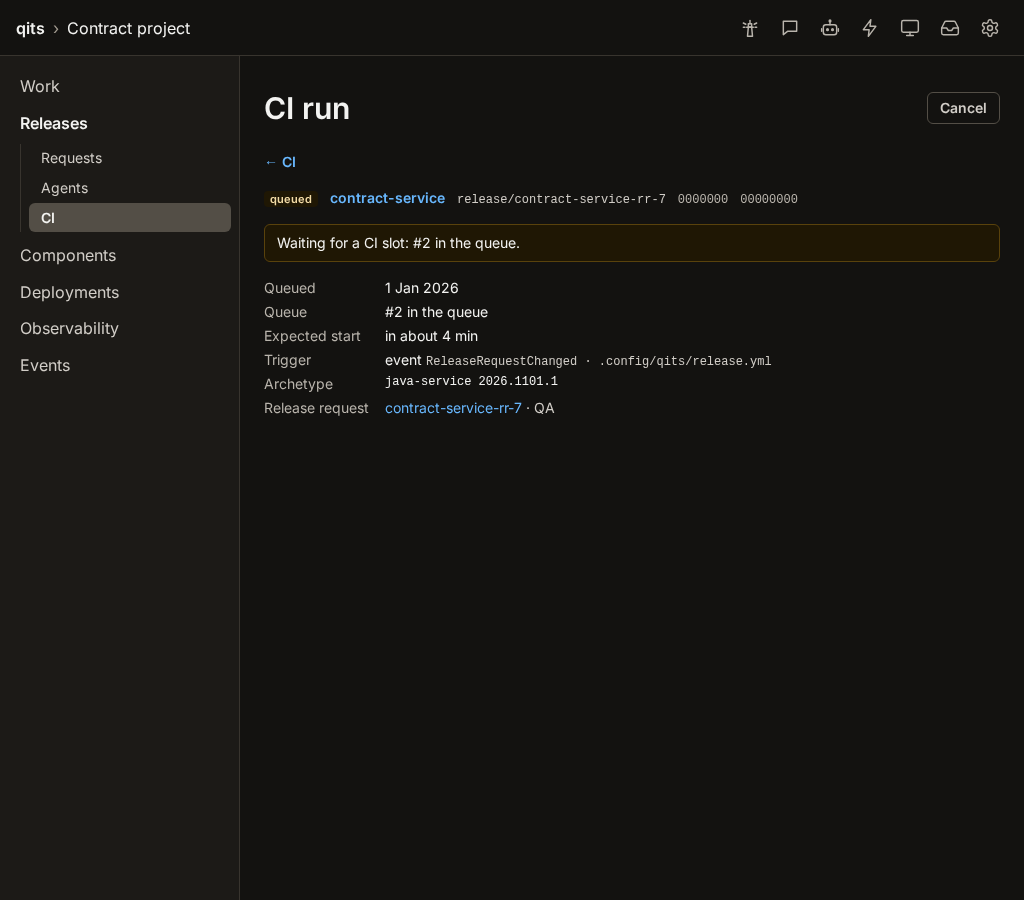 qits › Contract project
Work
Releases
Requests
Agents
CI
Components
Deployments
Observability
Events
CI run
Cancel
← CI
queued contract-service release/contract-service-rr-7 0000000 00000000
Waiting for a CI slot: #2 in the queue.
Queued 1 Jan 2026
Queue #2 in the queue
Expected start in about 4 min
Trigger event ReleaseRequestChanged · .config/qits/release.yml
Archetype java-service 2026.1101.1
Release request contract-service-rr-7 · QA